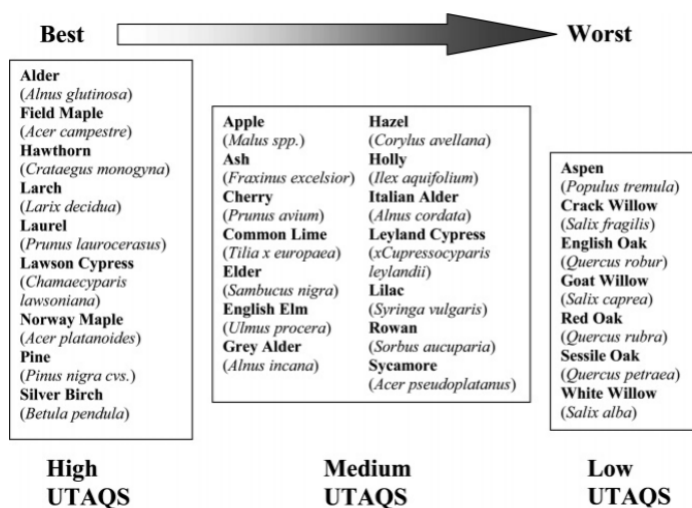 Best
Worst
Alder
(Alnus glutinosa)
Field Maple
(Acer campestre)
Hawthorn
(Crataegus monogyna)
Larch
(Larix decidua)
Laurel
(Prunus laurocerasus)
Lawson Cypress
(Chamaecyparis
lawsoniana)
Norway Maple
(Acer platanoides)
Pine
(Pinus nigra cvs.)
Silver Birch
(Betula pendula)
High
UTAQS
Apple
(Malus spp.)
Ash
(Fraxinus excelsior)
Cherry
(Prunus avium)
Common Lime
(Tilia x europaea)
Elder
(Sambucus nigra)
English Elm
(Ulmus procera)
Grey Alder
(Alnus incana)
Hazel
(Corylus avellana)
Holly
(Ilex aquifolium)
Italian Alder
(Alnus cordata)
Leyland Cypress
(xCupressocyparis
leylandii)
Lilac
(Syringa vulgaris)
Rowan
(Sorbus aucuparia)
Sycamore
(Acer pseudoplatanus)
Medium
UTAQS
Aspen
(Populus tremula)
Crack Willow
(Salix fragilis)
English Oak
(Quercus robur)
Goat Willow
(Salix caprea)
Red Oak
(Quercus rubra)
Sessile Oak
(Quercus petraea)
White Willow
(Salix alba)
Low
UTAQS